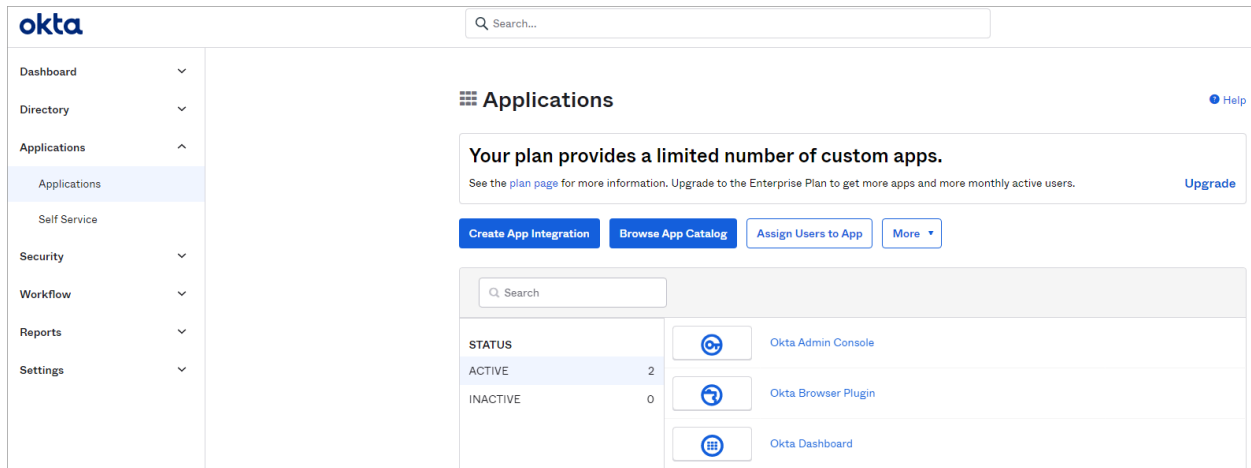 okta
Search...
Dashboard
Directory
Applications
Applications
Self Service
Security
Workflow
Reports
Settings
Applications
Help
Your plan provides a limited number of custom apps.
See the plan page for more information. Upgrade to the Enterprise Plan to get more apps and more monthly active users.
Upgrade
Create App Integration
Browse App Catalog
Assign Users to App
More
Search
STATUS
ACTIVE 2
INACTIVE 0
Okta Admin Console
Okta Browser Plugin
Okta Dashboard